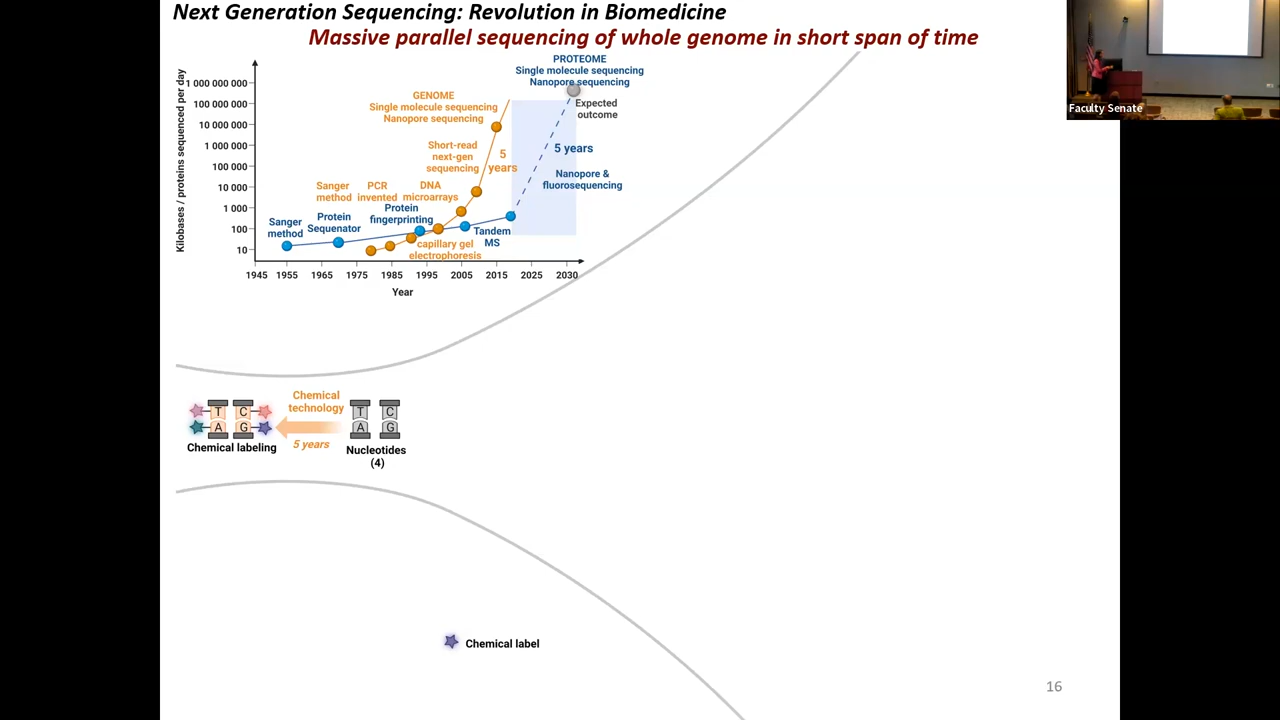 Next Generation Sequencing: Revolution in Biomedicine
Massive parallel sequencing of whole genome in short span of time
Faculty Senate
Kilobases / proteins sequenced per day
1 000 000 000
100 000 000
10 000 000
1 000 000
100 000
10 000
1 000
100
10
1945 1955 1965 1975 1985 1995 2005 2015 2025 2030
Year
PROTEOME
Single molecule sequencing
Nanopore sequencing
Expected
outcome
GENOME
Single molecule sequencing
Nanopore sequencing
Short-read
next-gen
sequencing
5
years
5 years
Nanopore &
fluorosequencing
Sanger
method
PCR
invented
DNA
microarrays
Sanger
method
Protein
Sequenator
Protein
fingerprinting
Tandem
MS
capillary gel
electrophoresis
T C
A G
Chemical labeling
Chemical
technology
5 years
T C
A G
Nucleotides
(4)
Chemical label
16